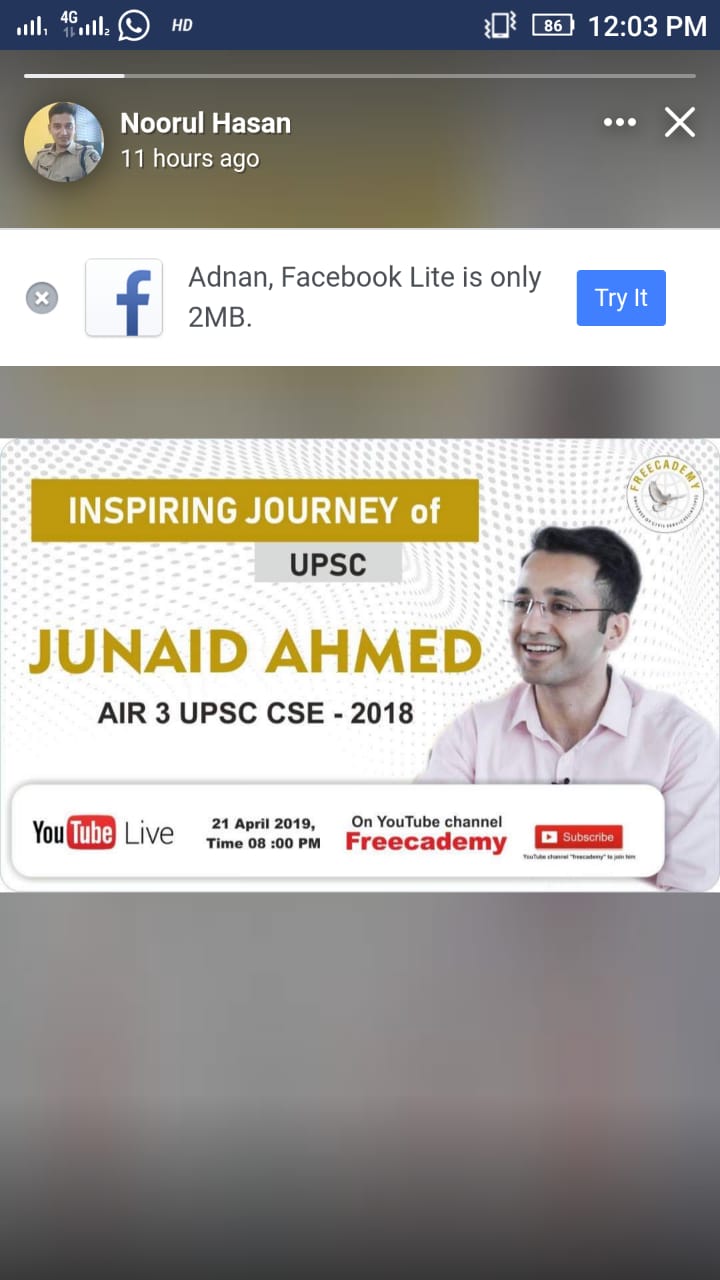 4G
HD
86
12:03 PM
Noorul Hasan
11 hours ago
Adnan, Facebook Lite is only
2MB.
Try It
FREECADEMY
INSPIRING JOURNEY of
UPSC
JUNAID AHMED
AIR 3 UPSC CSE - 2018
YouTube Live
21 April 2019,
Time 08 :00 PM
On YouTube channel
Freecademy
Subscribe
YouTube channel "freecademy" to join him